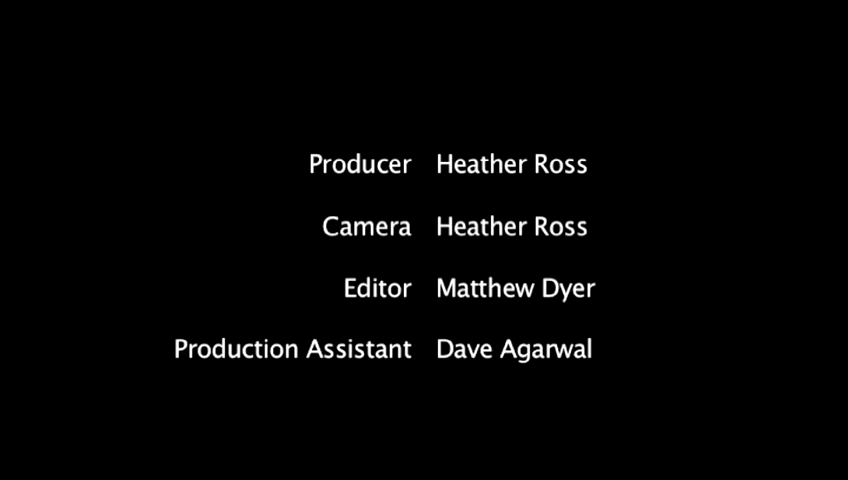 Producer Heather Ross
Camera Heather Ross
Editor Matthew Dyer
Production Assistant Dave Agarwal